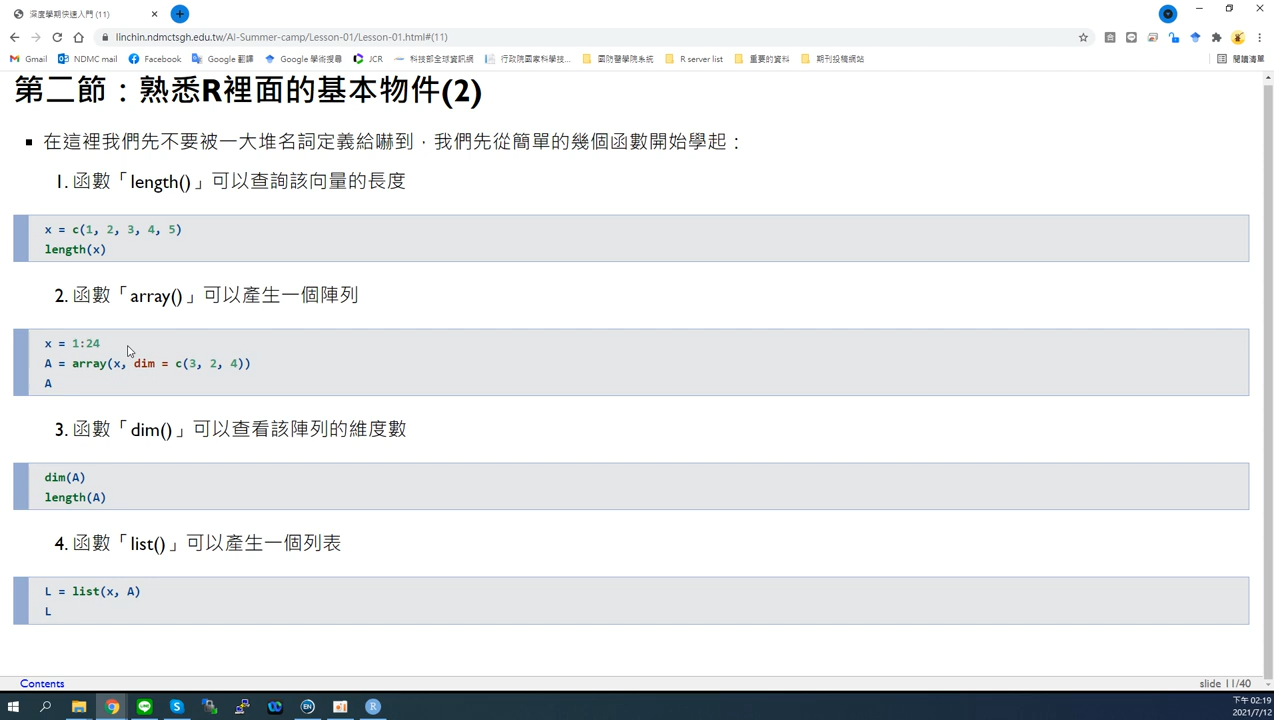 深度學期快速入門 (11)
linchin.ndmctsgh.edu.tw/AI-Summer-camp/Lesson-01/Lesson-01.html#(11)
Gmail NDMC mail Facebook Google 翻譯 Google 學術搜尋 JCR 科技部全球資訊網 行政院國家科學技... 國防醫學院系統 R server list 重要的資料 期刊投稿網站 閱讀清單
第二節：熟悉R裡面的基本物件(2)
在這裡我們先不要被一大堆名詞定義給嚇到，我們先從簡單的幾個函數開始學起：
1. 函數「length()」可以查詢該向量的長度
x = c(1, 2, 3, 4, 5)
length(x)
2. 函數「array()」可以產生一個陣列
x = 1:24
A = array(x, dim = c(3, 2, 4))
A
3. 函數「dim()」可以查看該陣列的維度數
dim(A)
length(A)
4. 函數「list()」可以產生一個列表
L = list(x, A)
L
Contents
slide 11/40
EN
下午 02:19
2021/7/12